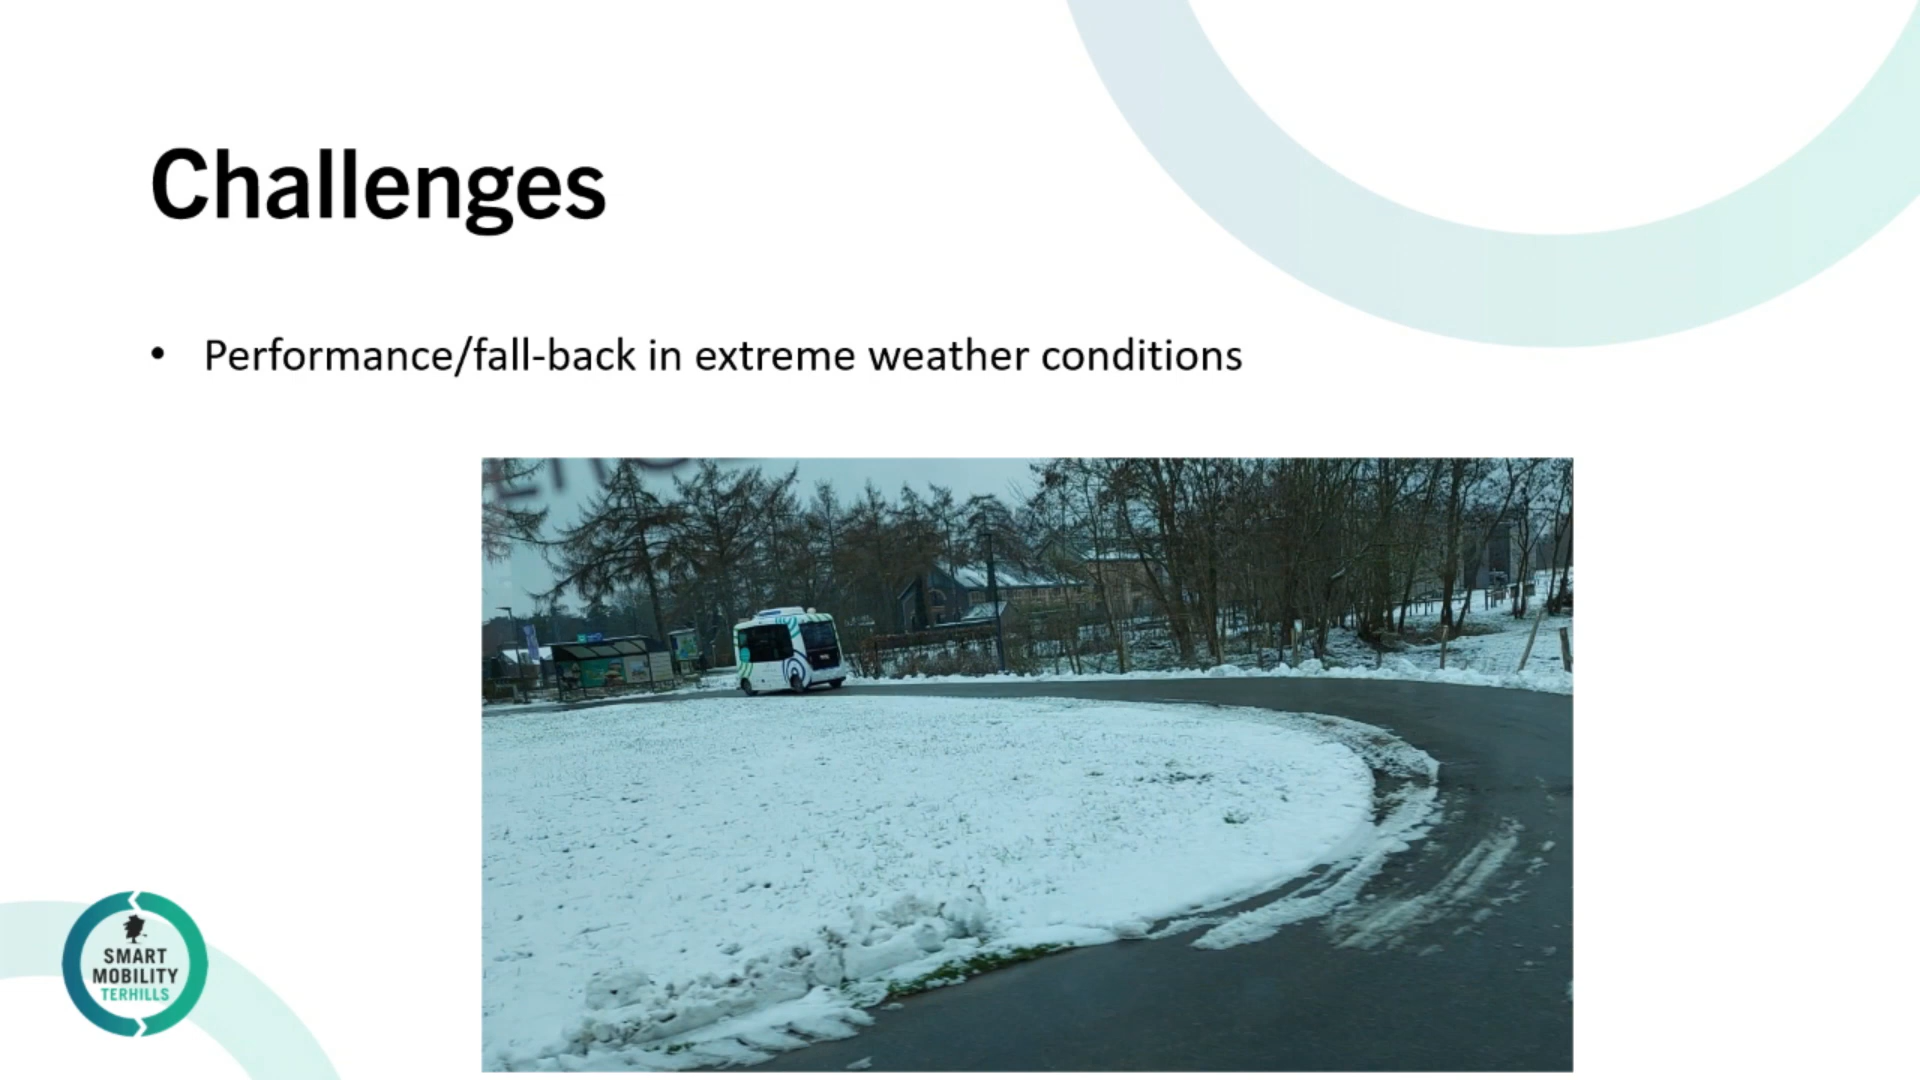 Challenges
• Performance/fall-back in extreme weather conditions
SMART
MOBILITY
TERHILLS